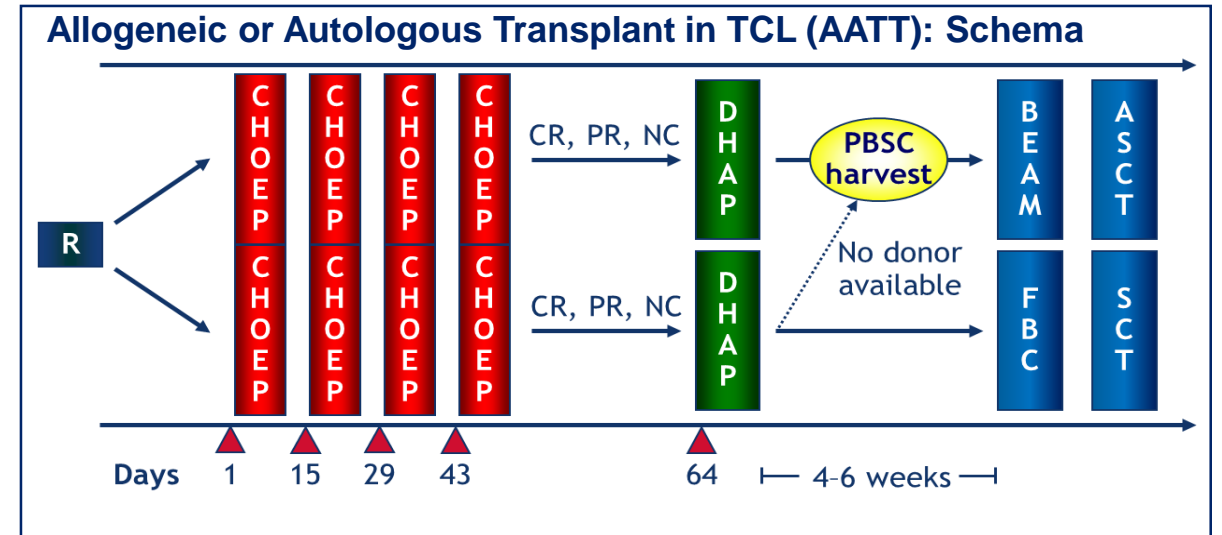 Allogeneic or Autologous Transplant in TCL (AATT): Schema
R
CHOEP
CHOEP
CHOEP
CHOEP
CR, PR, NC
DHAP
PBSC
harvest
BEAM
ASCT
CHOEP
CHOEP
CHOEP
CHOEP
CR, PR, NC
DHAP
No donor
available
FBC
SCT
Days 1 15 29 43 64 4-6 weeks